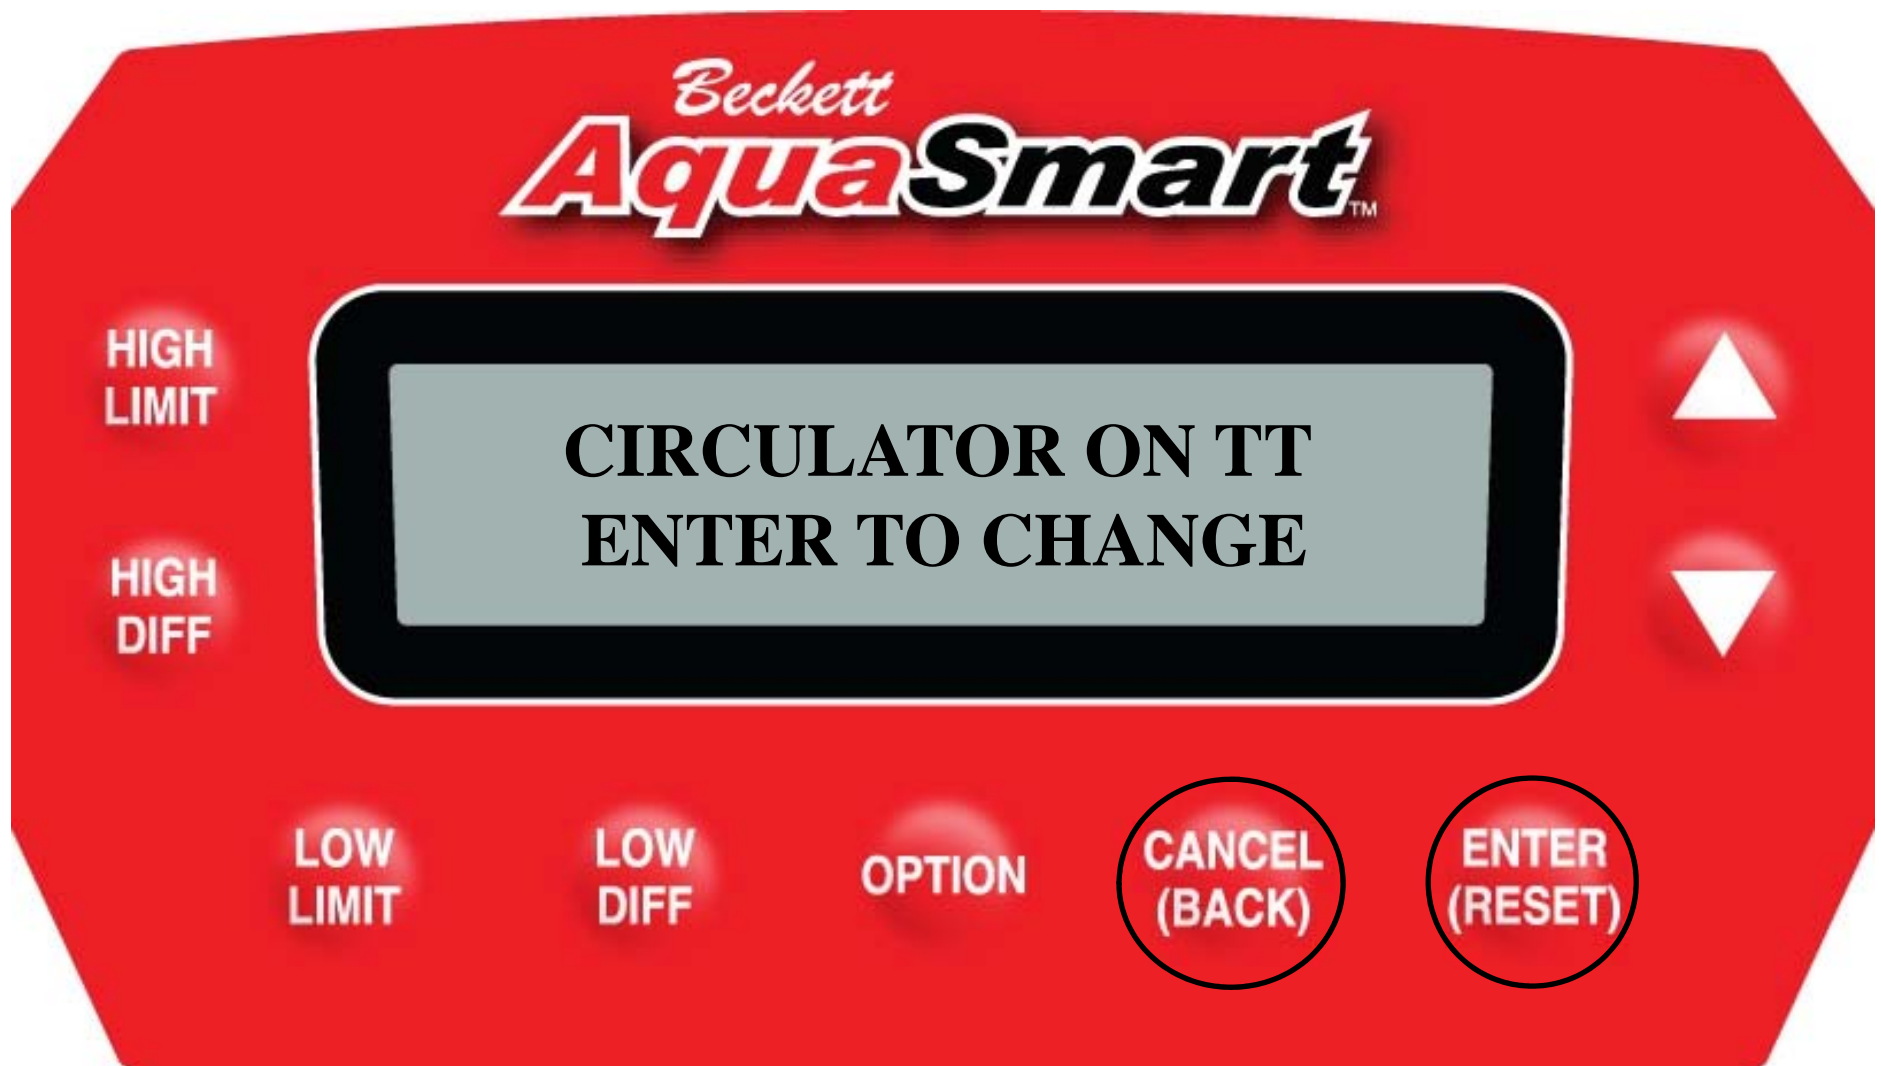 Beckett
AquaSmart™
HIGH
LIMIT
CIRCULATOR ON TT
ENTER TO CHANGE
HIGH
DIFF
LOW
LIMIT
LOW
DIFF
OPTION
CANCEL
(BACK)
ENTER
(RESET)